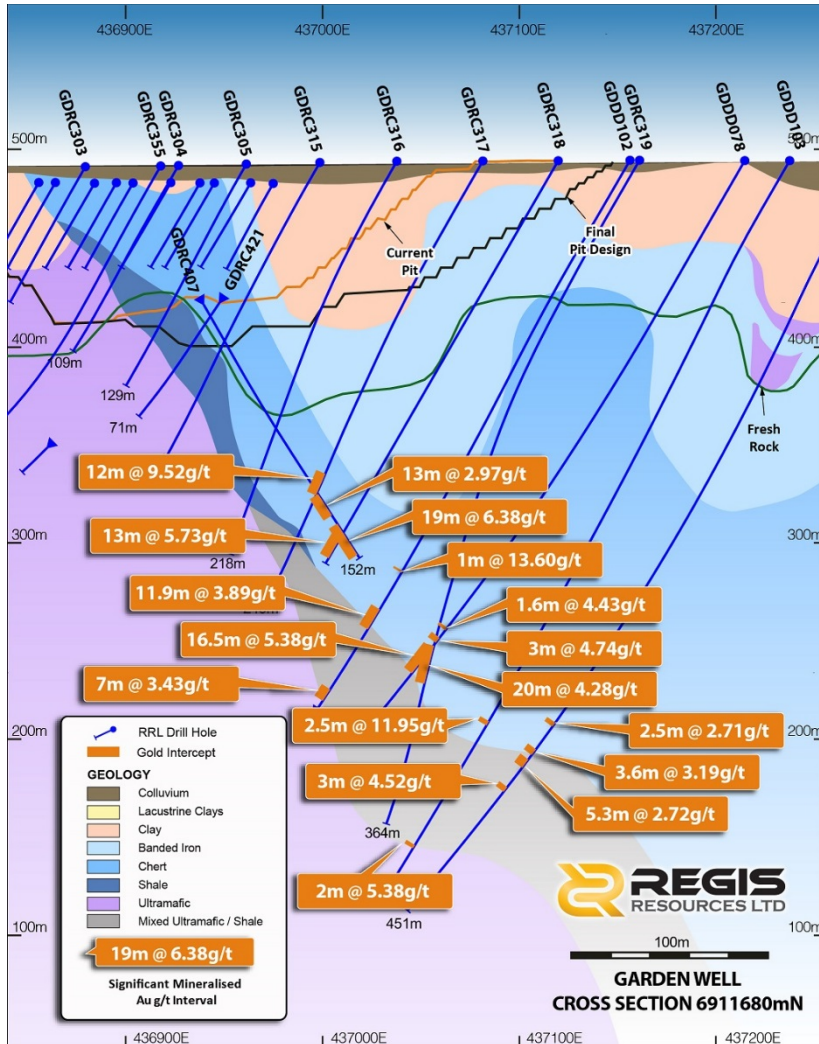 436900E
437000E
437100E
437200E
GDRC303
GDRC355
GDRC304
GDRC305
GDRC315
GDRC316
GDRC317
GDRC318
GDDD102
GDRC319
GDDD078
GDDD103
500m
500m
GDRC407
GDRC421
Current
Pit
Final
Pit Design
400m
400m
109m
129m
71m
Fresh
Rock
12m @ 9.52g/t
13m @ 2.97g/t
19m @ 6.38g/t
13m @ 5.73g/t
300m
300m
218m
152m
1m @ 13.60g/t
11.9m @ 3.89g/t
1.6m @ 4.43g/t
16.5m @ 5.38g/t
3m @ 4.74g/t
7m @ 3.43g/t
20m @ 4.28g/t
2.5m @ 11.95g/t
2.5m @ 2.71g/t
200m
200m
3.6m @ 3.19g/t
3m @ 4.52g/t
5.3m @ 2.72g/t
364m
2m @ 5.38g/t
451m
100m
100m
RRL Drill Hole
Gold Intercept
GEOLOGY
Colluvium
Lacustrine Clays
Clay
Banded Iron
Chert
Shale
Ultramafic
Mixed Ultramafic / Shale
19m @ 6.38g/t
Significant Mineralised
Au g/t Interval
REGIS
RESOURCES LTD
100m
GARDEN WELL
CROSS SECTION 6911680mN
436900E
437000E
437100E
437200E